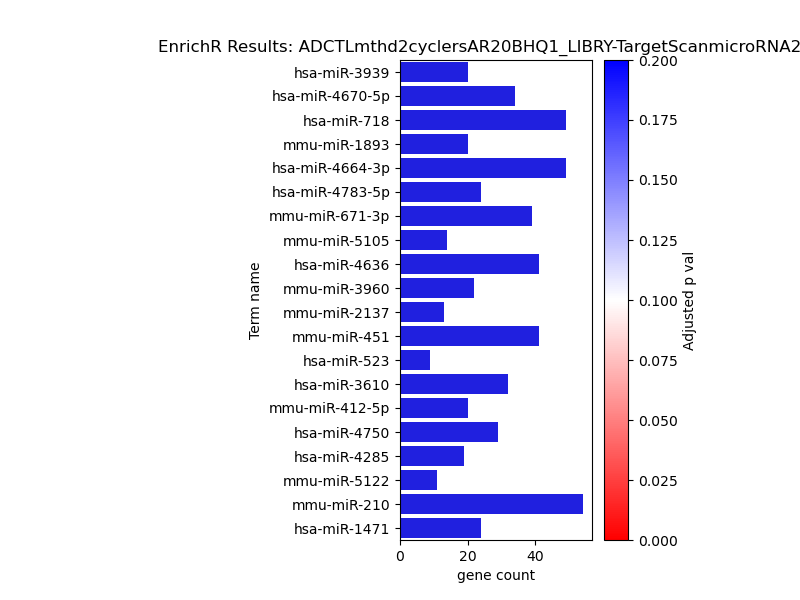 EnrichR Results: ADCTLmthd2cyclersAR20BHQ1_LIBRY-TargetScanmicroRNA2
hsa-miR-3939
hsa-miR-4670-5p
hsa-miR-718
mmu-miR-1893
hsa-miR-4664-3p
hsa-miR-4783-5p
mmu-miR-671-3p
mmu-miR-5105
hsa-miR-4636
mmu-miR-3960
mmu-miR-2137
mmu-miR-451
hsa-miR-523
hsa-miR-3610
mmu-miR-412-5p
hsa-miR-4750
hsa-miR-4285
mmu-miR-5122
mmu-miR-210
hsa-miR-1471
Term name
0 20 40
gene count
0.200
0.175
0.150
0.125
0.100
0.075
0.050
0.025
0.000
Adjusted p val